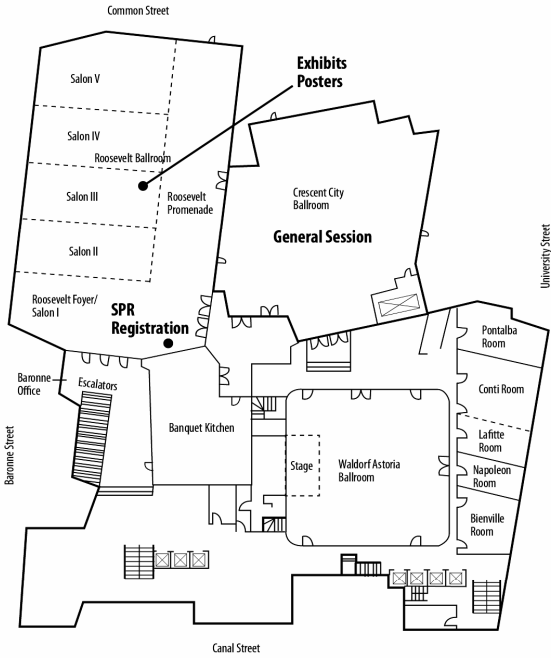 Common Street
Exhibits
Posters
Salon V
Salon IV
Roosevelt Ballroom
Salon III
Roosevelt
Promenade
Crescent City
Ballroom
General Session
University Street
Salon II
Roosevelt Foyer/
Salon I
SPR
Registration
Pontalba
Room
Baronne
Office
Escalators
Conti Room
Banquet Kitchen
Lafitte
Room
Baronne Street
Stage
Waldorf Astoria
Ballroom
Napoleon
Room
Bienville
Room
Canal Street